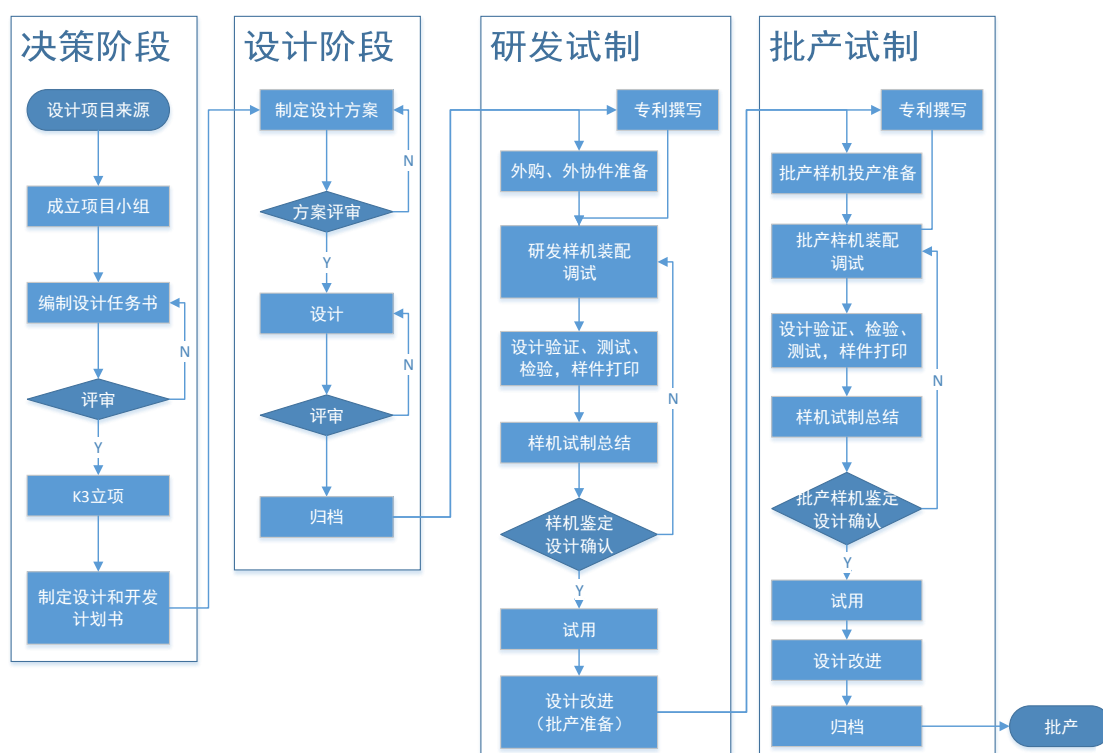 决策阶段
设计项目来源
成立项目小组
编制设计任务书
N
评审
Y
K3立项
制定设计和开发
计划书
设计阶段
制定设计方案
N
方案评审
Y
设计
N
评审
归档
研发试制
专利撰写
外购、外协件准备
研发样机装配
调试
设计验证、测试、
检验，样件打印
N
样机试制总结
样机鉴定
设计确认
Y
试用
设计改进
（批产准备）
批产试制
专利撰写
批产样机投产准备
批产样机装配
调试
设计验证、检验、
测试，样件打印
N
样机试制总结
批产样机鉴定
设计确认
Y
试用
设计改进
归档
批产